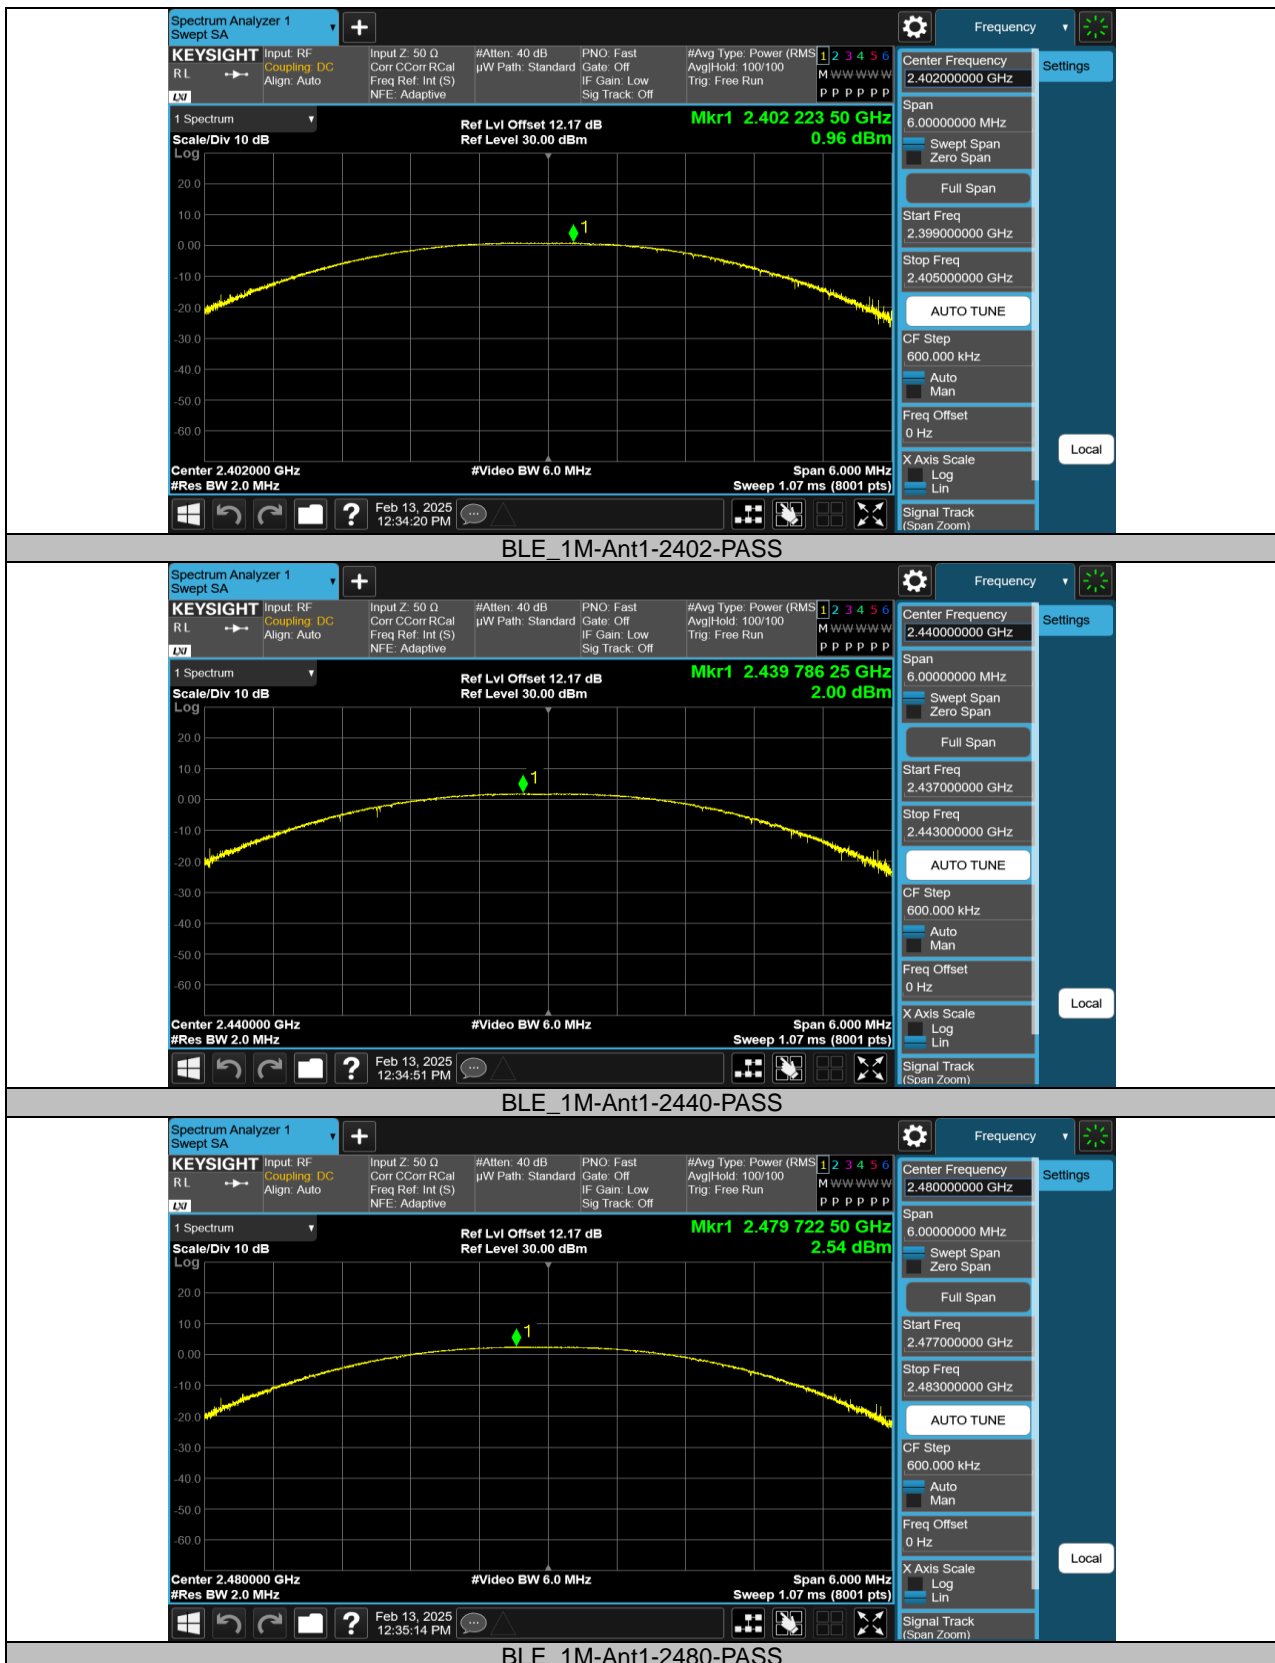 Spectrum Analyzer 1
Swept SA
Frequency
KEYSIGHT
R L
LXI
Input: RF
Coupling: DC
Align: Auto
Input Z: 50 Ω
Corr CCorr RCal
Freq Ref: Int (S)
NFE: Adaptive
#Atten: 40 dB
µW Path: Standard
PNO: Fast
Gate: Off
IF Gain: Low
Sig Track: Off
#Avg Type: Power (RMS
Avg|Hold: 100/100
Trig: Free Run
1 2 3 4 5 6
M W W W W W
P P P P P P
Center Frequency
2.402000000 GHz
Settings
1 Spectrum
Scale/Div 10 dB
Log
Ref Lvl Offset 12.17 dB
Ref Level 30.00 dBm
Mkr1 2.402 223 50 GHz
0.96 dBm
1
20.0
10.0
0.00
-10.0
-20.0
-30.0
-40.0
-50.0
-60.0
Span
6.00000000 MHz
Swept Span
Zero Span
Full Span
Start Freq
2.399000000 GHz
Stop Freq
2.405000000 GHz
AUTO TUNE
CF Step
600.000 kHz
Auto
Man
Freq Offset
0 Hz
X Axis Scale
Log
Lin
Signal Track
(Span Zoom)
Local
Center 2.402000 GHz
#Res BW 2.0 MHz
#Video BW 6.0 MHz
Span 6.000 MHz
Sweep 1.07 ms (8001 pts)
?
Feb 13, 2025
12:34:20 PM
BLE_1M-Ant1-2402-PASS
Spectrum Analyzer 1
Swept SA
Frequency
KEYSIGHT
R L
LXI
Input: RF
Coupling: DC
Align: Auto
Input Z: 50 Ω
Corr CCorr RCal
Freq Ref: Int (S)
NFE: Adaptive
#Atten: 40 dB
µW Path: Standard
PNO: Fast
Gate: Off
IF Gain: Low
Sig Track: Off
#Avg Type: Power (RMS
Avg|Hold: 100/100
Trig: Free Run
1 2 3 4 5 6
M W W W W W
P P P P P P
Center Frequency
2.440000000 GHz
Settings
1 Spectrum
Scale/Div 10 dB
Log
Ref Lvl Offset 12.17 dB
Ref Level 30.00 dBm
Mkr1 2.439 786 25 GHz
2.00 dBm
1
20.0
10.0
0.00
-10.0
-20.0
-30.0
-40.0
-50.0
-60.0
Span
6.00000000 MHz
Swept Span
Zero Span
Full Span
Start Freq
2.437000000 GHz
Stop Freq
2.443000000 GHz
AUTO TUNE
CF Step
600.000 kHz
Auto
Man
Freq Offset
0 Hz
X Axis Scale
Log
Lin
Signal Track
(Span Zoom)
Local
Center 2.440000 GHz
#Res BW 2.0 MHz
#Video BW 6.0 MHz
Span 6.000 MHz
Sweep 1.07 ms (8001 pts)
?
Feb 13, 2025
12:34:51 PM
BLE_1M-Ant1-2440-PASS
Spectrum Analyzer 1
Swept SA
Frequency
KEYSIGHT
R L
LXI
Input: RF
Coupling: DC
Align: Auto
Input Z: 50 Ω
Corr CCorr RCal
Freq Ref: Int (S)
NFE: Adaptive
#Atten: 40 dB
µW Path: Standard
PNO: Fast
Gate: Off
IF Gain: Low
Sig Track: Off
#Avg Type: Power (RMS
Avg|Hold: 100/100
Trig: Free Run
1 2 3 4 5 6
M W W W W W
P P P P P P
Center Frequency
2.480000000 GHz
Settings
1 Spectrum
Scale/Div 10 dB
Log
Ref Lvl Offset 12.17 dB
Ref Level 30.00 dBm
Mkr1 2.479 722 50 GHz
2.54 dBm
1
20.0
10.0
0.00
-10.0
-20.0
-30.0
-40.0
-50.0
-60.0
Span
6.00000000 MHz
Swept Span
Zero Span
Full Span
Start Freq
2.477000000 GHz
Stop Freq
2.483000000 GHz
AUTO TUNE
CF Step
600.000 kHz
Auto
Man
Freq Offset
0 Hz
X Axis Scale
Log
Lin
Signal Track
(Span Zoom)
Local
Center 2.480000 GHz
#Res BW 2.0 MHz
#Video BW 6.0 MHz
Span 6.000 MHz
Sweep 1.07 ms (8001 pts)
?
Feb 13, 2025
12:35:14 PM
BLE_1M-Ant1-2480-PASS